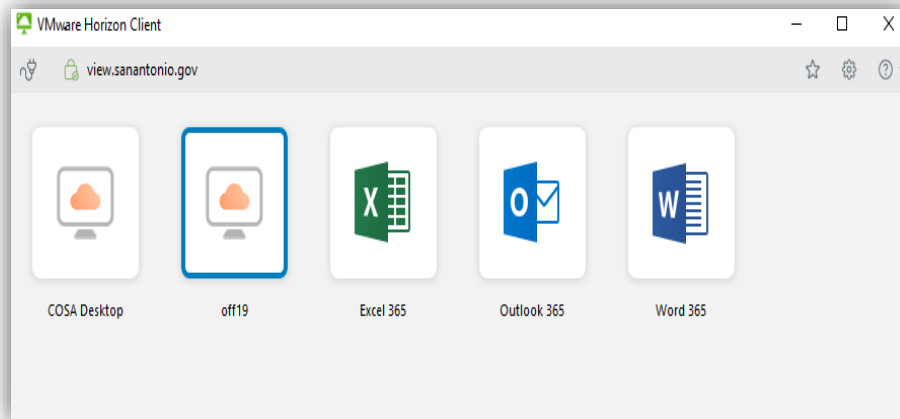 VMware Horizon Client
view.sanantonio.gov
X
O
W
COSA Desktop
off19
Excel 365
Outlook 365
Word 365